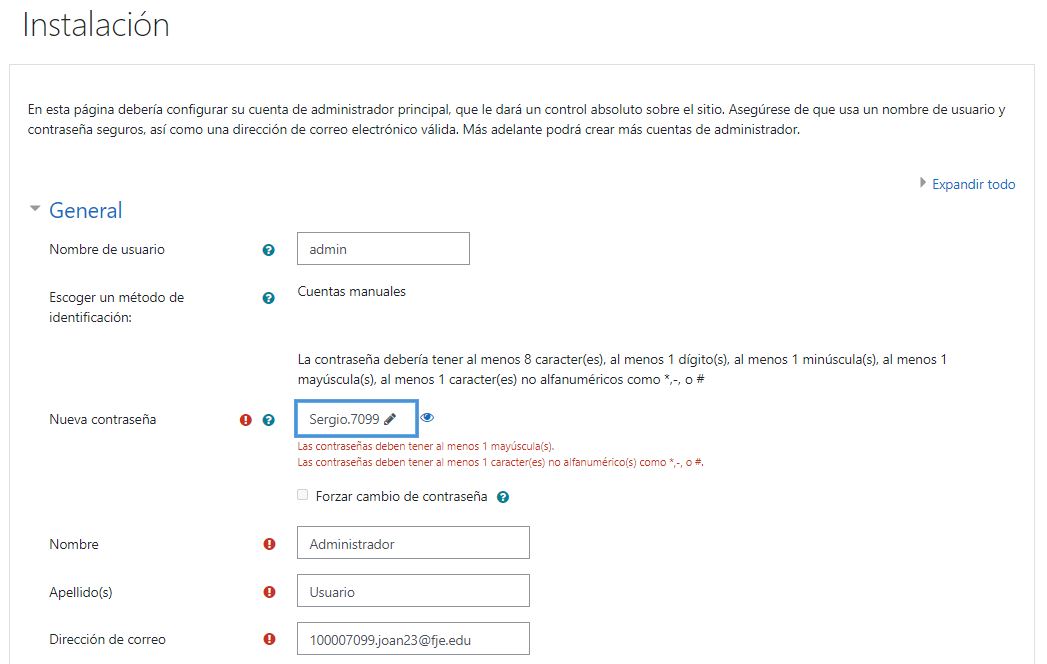 Instalación
En esta página debería configurar su cuenta de administrador principal, que le dará un control absoluto sobre el sitio. Asegúrese de que usa un nombre de usuario y
contraseña seguros, así como una dirección de correo electrónico válida. Más adelante podrá crear más cuentas de administrador.
Expandir todo
General
Nombre de usuario
admin
Escoger un método de
identificación:
Cuentas manuales
La contraseña debería tener al menos 8 caracter(es), al menos 1 dígito(s), al menos 1 minúscula(s), al menos 1
mayúscula(s), al menos 1 caracter(es) no alfanuméricos como *,-, o #
Nueva contraseña
Sergio.7099
Las contraseñas deben tener al menos 1 mayúscula(s).
Las contraseñas deben tener al menos 1 caracter(es) no alfanumérico(s) como *,-, o #.
Forzar cambio de contraseña
Nombre
Administrador
Apellido(s)
Usuario
Dirección de correo
100007099.joan23@fje.edu